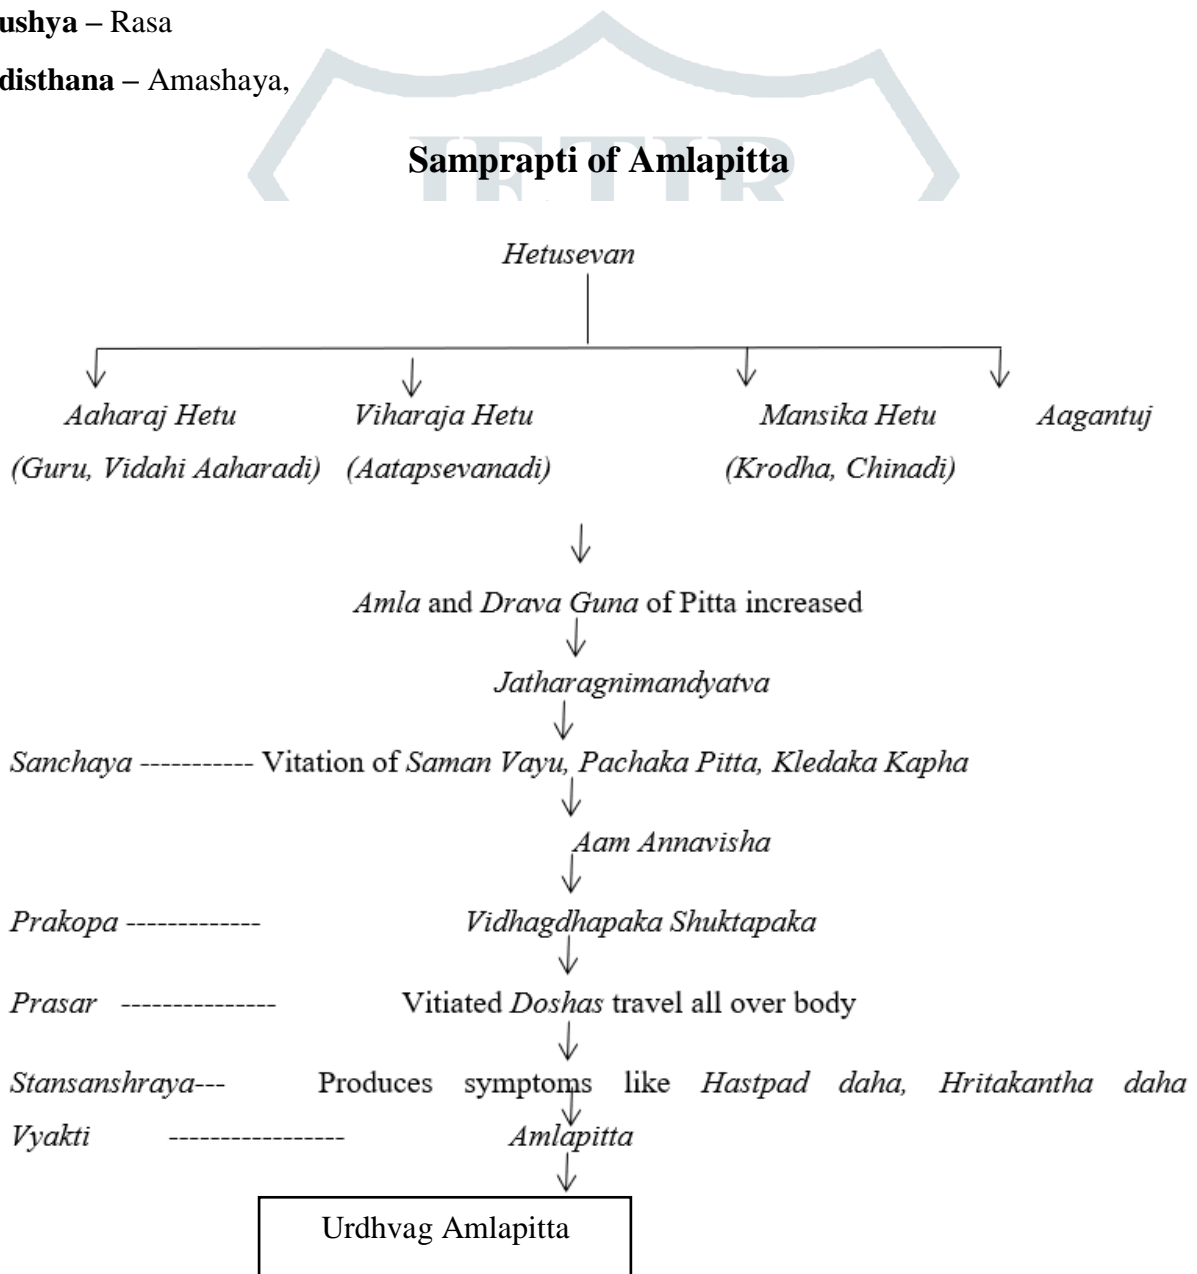 ushya – Rasa
disthana – Amashaya,
JETIR
Samprapti of Amlapitta
Hetusevan
Aaharaj Hetu Viharaja Hetu Mansika Hetu Aagantuj
(Guru, Vidahi Aaharadi) (Aatapsevanadi) (Krodha, Chinadi)
Amla and Drava Guna of Pitta increased
Jatharagnimandyatva
Sanchaya ----------- Vitation of Saman Vayu, Pachaka Pitta, Kledaka Kapha
Aam Annavisha
Prakopa ------------- Vidhagdhapaka Shuktapaka
Prasar --------------- Vitiated Doshas travel all over body
Stansanshraya--- Produces symptoms like Hastpad daha, Hritakantha daha
Vyakti ----------------- Amlapitta
Urdhvag Amlapitta